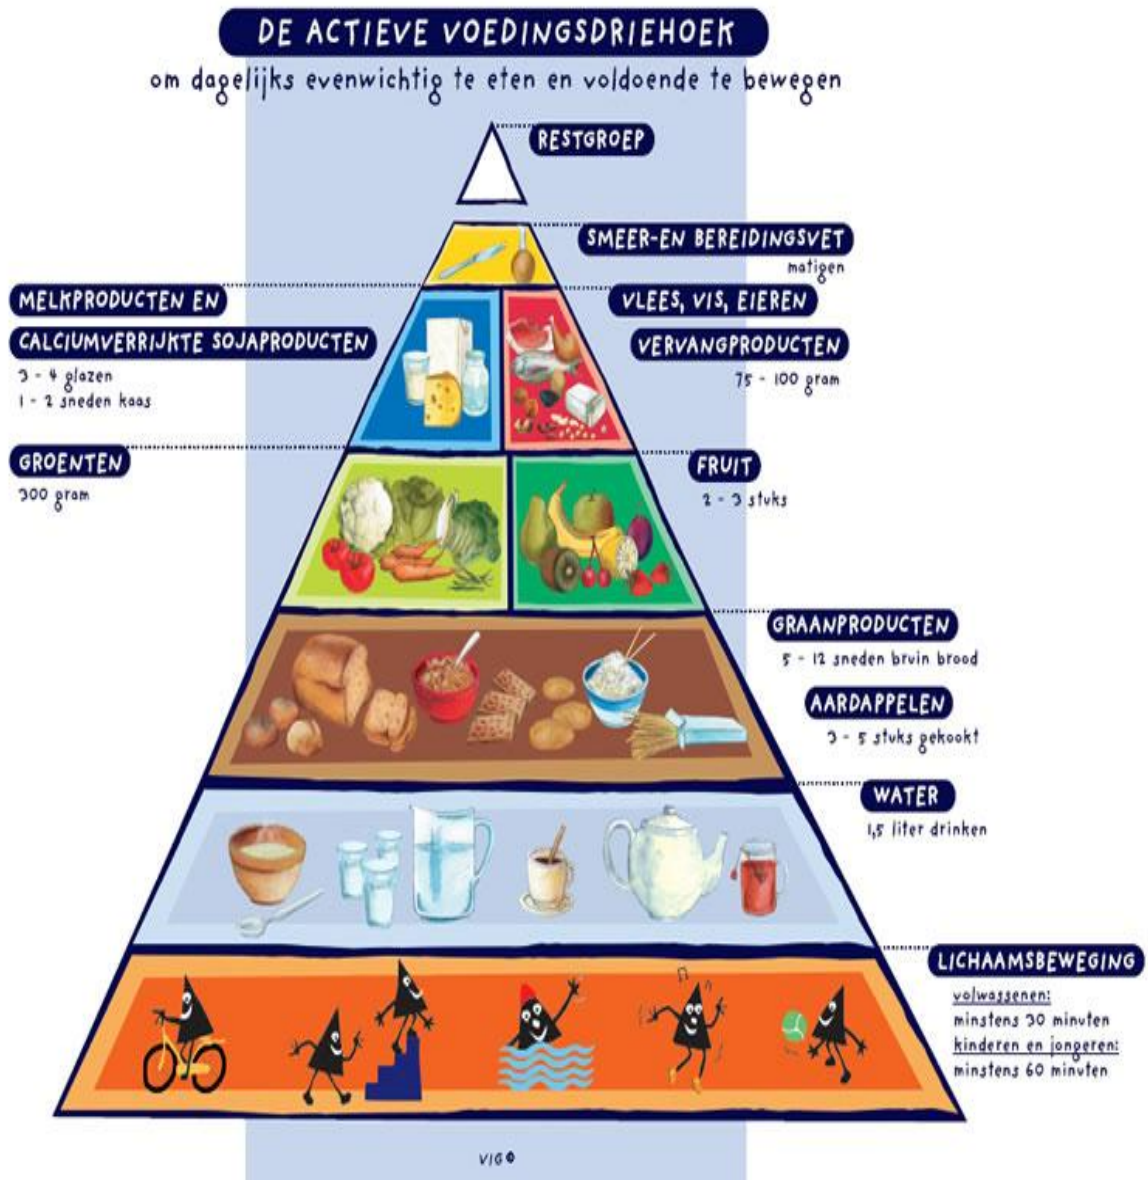 DE ACTIEVE VOEDINGSDRIEHOEK
om dagelijks evenwichtig te eten en voldoende te bewegen
RESTGROEP
SMEER-EN BEREIDINGSVET
matigen
MELKPRODUCTEN EN
CALCIUMVERRIJKTE SOJAPRODUCTEN
3 - 4 glazen
1 - 2 sneden kaas
VLEES, VIS, EIEREN
VERVANGPRODUCTEN
75 - 100 gram
GROENTEN
300 gram
FRUIT
2 - 3 stuks
GRAANPRODUCTEN
5 - 12 sneden bruin brood
AARDAPPELEN
3 - 5 stuks gekookt
WATER
1,5 liter drinken
LICHAAMSBEWEGING
volwassenen:
minstens 30 minuten
kinderen en jongeren:
minstens 60 minuten
VIG